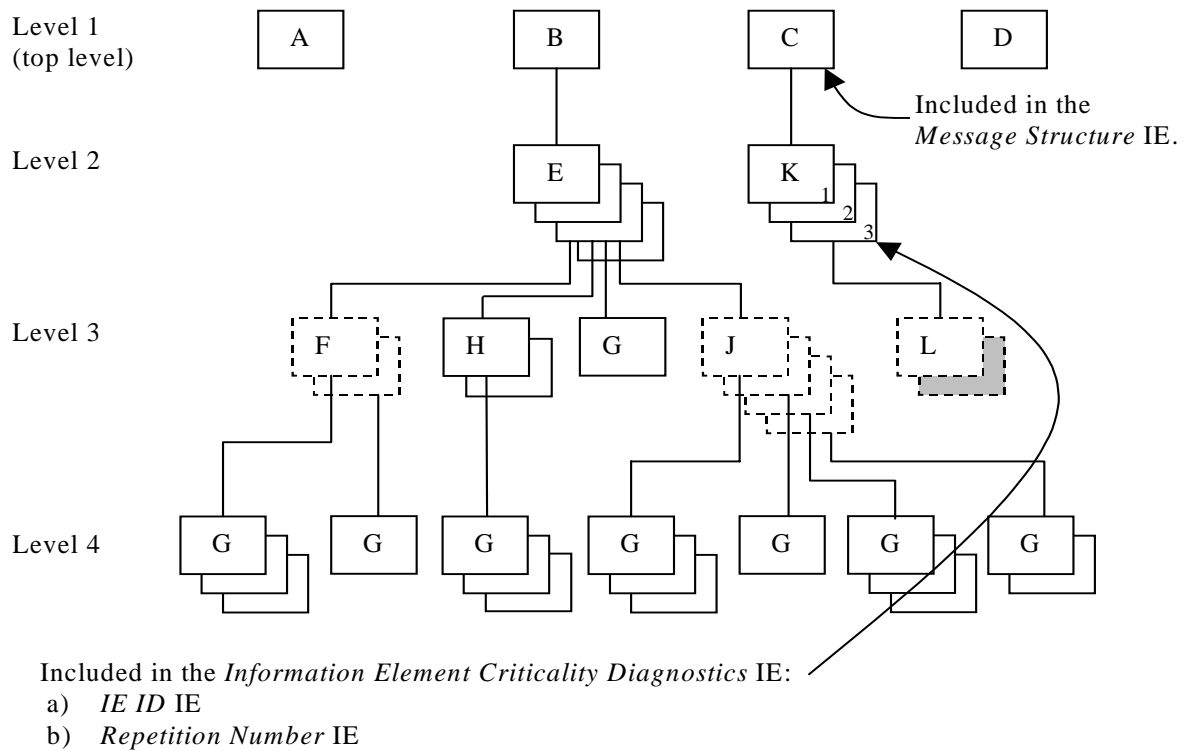 Level 1
(top level)
A
B
C
D
Included in the
Message Structure IE.
Level 2
E
K
1
2
3
Level 3
F
H
G
J
L
Level 4
G
G
G
G
G
G
G
Included in the Information Element Criticality Diagnostics IE:
a) IE ID IE
b) Repetition Number IE